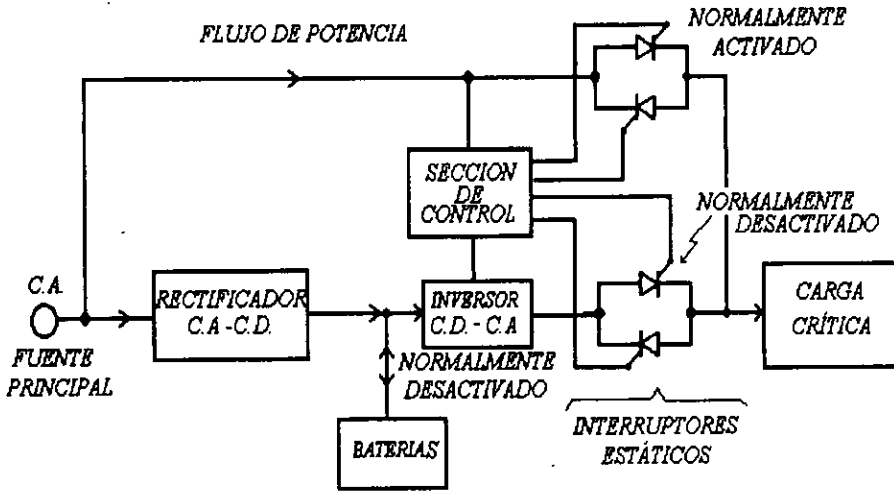 FLUJO DE POTENCIA
NORMALMENTE
ACTIVADO
SECCION
DE
CONTROL
NORMALMENTE
DESACTIVADO
C.A.
FUENTE
PRINCIPAL
RECTIFICADOR
C.A -C.D.
INVERSOR
C.D. - C.A
NORMALMENTE
DESACTIVADO
BATERIAS
CARGA
CRÍTICA
INTERRUPTORES
ESTÁTICOS